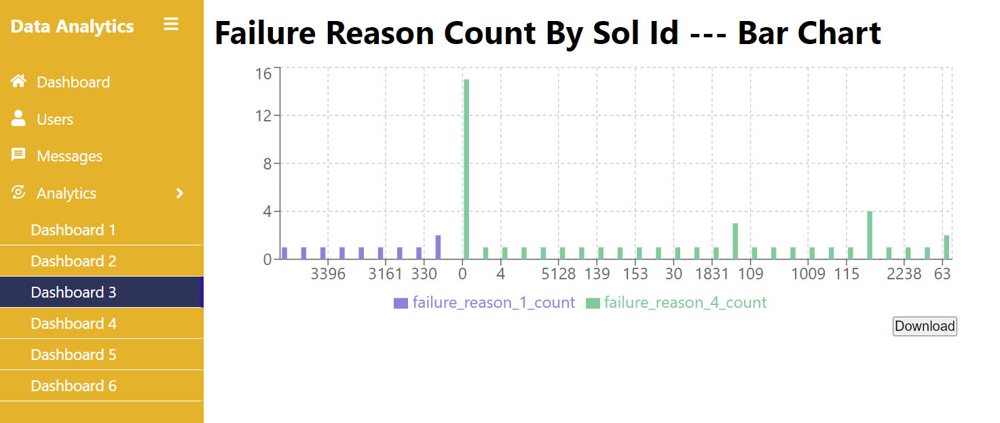 Data Analytics
Dashboard
Users
Messages
Analytics
Dashboard 1
Dashboard 2
Dashboard 3
Dashboard 4
Dashboard 5
Dashboard 6
Failure Reason Count By Sol Id --- Bar Chart
16
12
8
4
0
3396 3161 330 0 4 5128 139 153 30 1831 109 1009 115 2238 63
failure_reason_1_count failure_reason_4_count
Download